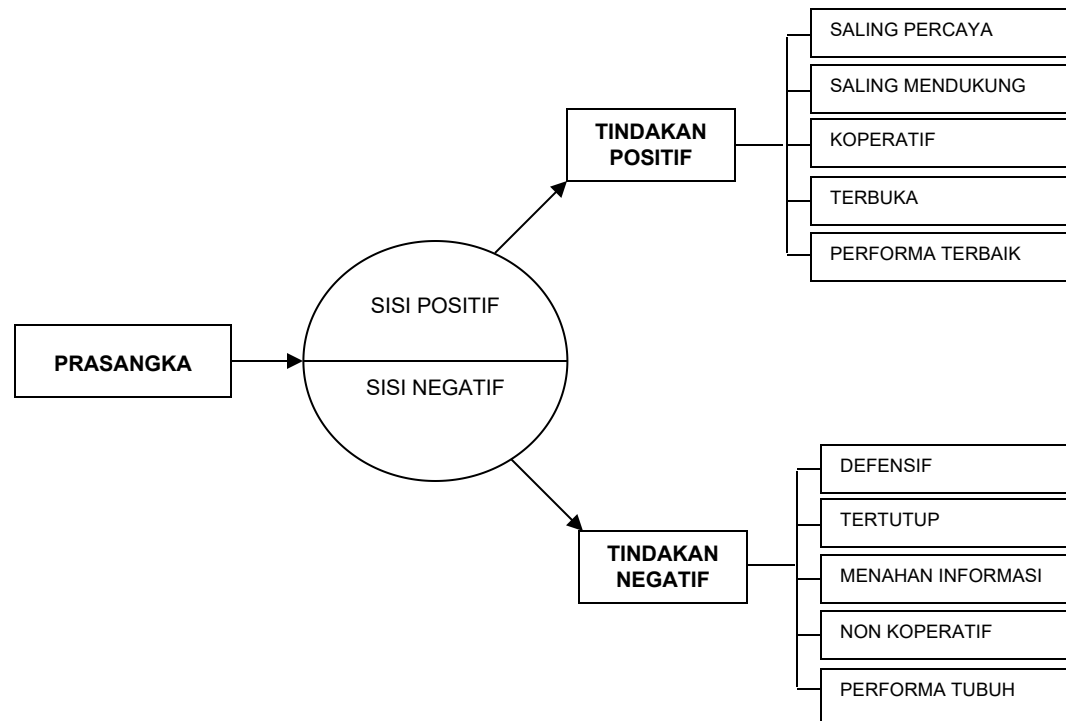 PRASANGKA
SISI POSITIF
SISI NEGATIF
TINDAKAN
POSITIF
SALING PERCAYA
SALING MENDUKUNG
KOPERATIF
TERBUKA
PERFORMA TERBAIK
TINDAKAN
NEGATIF
DEFENSIF
TERTUTUP
MENAHAN INFORMASI
NON KOPERATIF
PERFORMA TUBUH